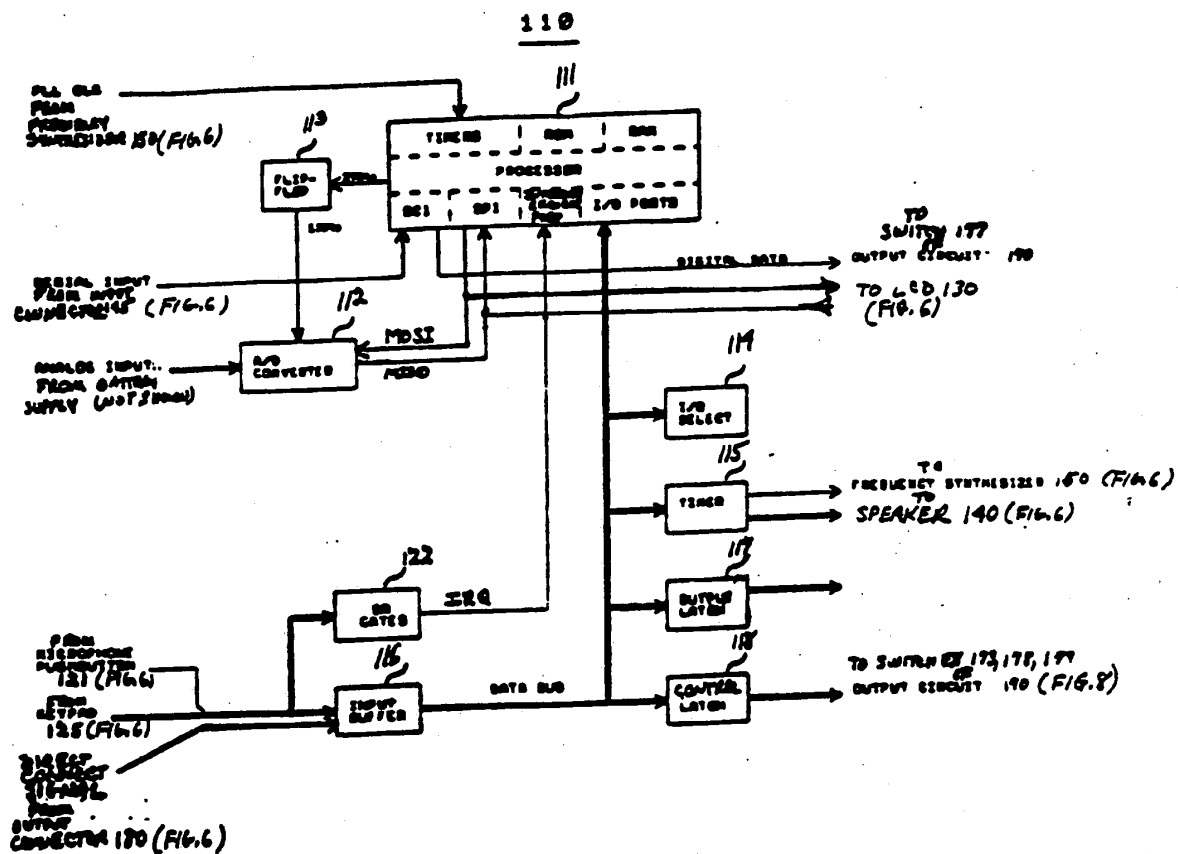 110
PLL CLK
FROM
SYNTHESIZER 150 (FIG.6)
111
TIMERS
ROM
RAM
PROCESSOR
SCI
SPI
I/O PORTS
113
FLIP-
FLOP
SERIAL INPUT
FROM INPUT
CONNECTOR 195 (FIG.6)
112
A/D
CONVERTER
MOSI
MISO
ANALOG INPUT
FROM BATTERY
SUPPLY (NOT SHOWN)
DIGITAL DATA
TO
SWITCH 177
OF
OUTPUT CIRCUIT 190
TO LCD 130
(FIG.6)
114
I/O
SELECT
115
TIMER
TO
FREQUENCY SYNTHESIZER 150 (FIG.6)
TO
SPEAKER 140 (FIG.6)
117
OUTPUT
LATCH
118
CONTROL
LATCH
TO SWITCHES 173, 178, 179
OF
OUTPUT CIRCUIT 190 (FIG.8)
122
OR
GATES
IRQ
116
INPUT
BUFFER
DATA BUS
FROM
MICROPHONE
PUSHBUTTON
121 (FIG.6)
FROM
KEYPAD
125 (FIG.6)
DIRECT
CONNECT
SIGNAL
FROM
OUTPUT
CONNECTOR 180 (FIG.6)